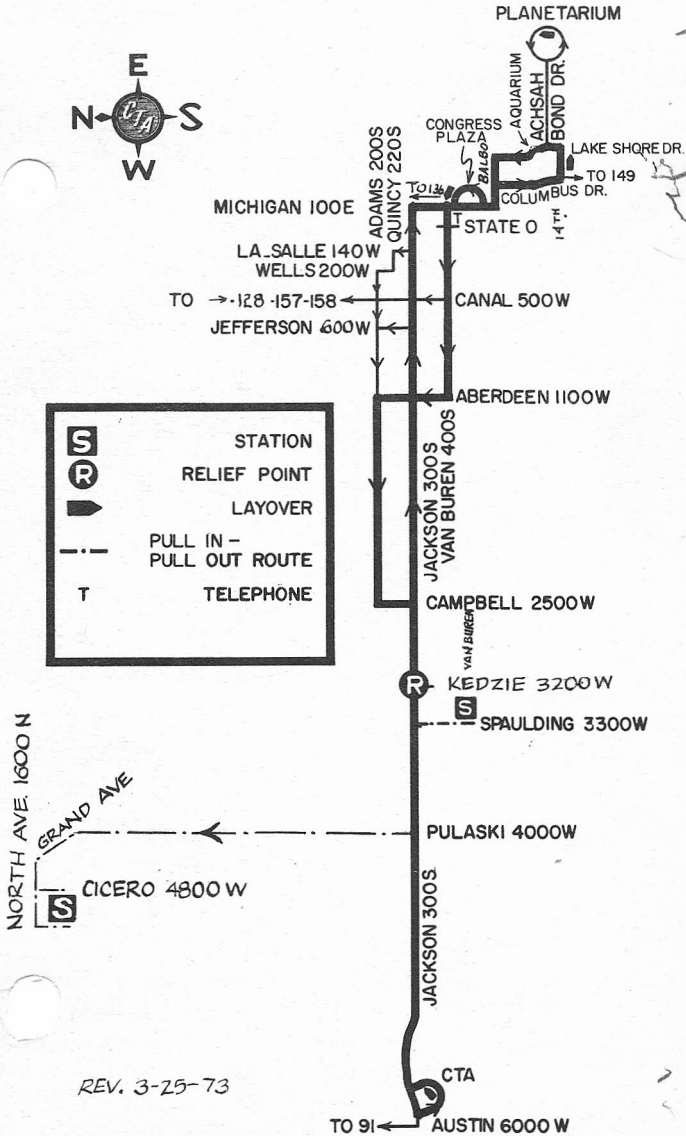 PLANETARIUM
E
N CTA S
W
AQUARIUM
ACHSAH
BOND DR.
CONGRESS
PLAZA
BALBO
LAKE SHORE DR.
TO 149
COLUMBUS DR.
14TH.
ADAMS 200S
QUINCY 220S
TO 136
MICHIGAN 100E
T STATE 0
LA_SALLE 140W
WELLS 200W
TO → -128 -157-158
CANAL 500W
JEFFERSON 600W
ABERDEEN 1100W
S STATION
R RELIEF POINT
LAYOVER
PULL IN -
PULL OUT ROUTE
T TELEPHONE
JACKSON 300S
VAN BUREN 400S
CAMPBELL 2500W
VAN BUREN
R KEDZIE 3200W
S
SPAULDING 3300W
NORTH AVE. 1600N
GRAND AVE
PULASKI 4000W
CICERO 4800W
S
JACKSON 300S
REV. 3-25-73
CTA
TO 91
AUSTIN 6000 W